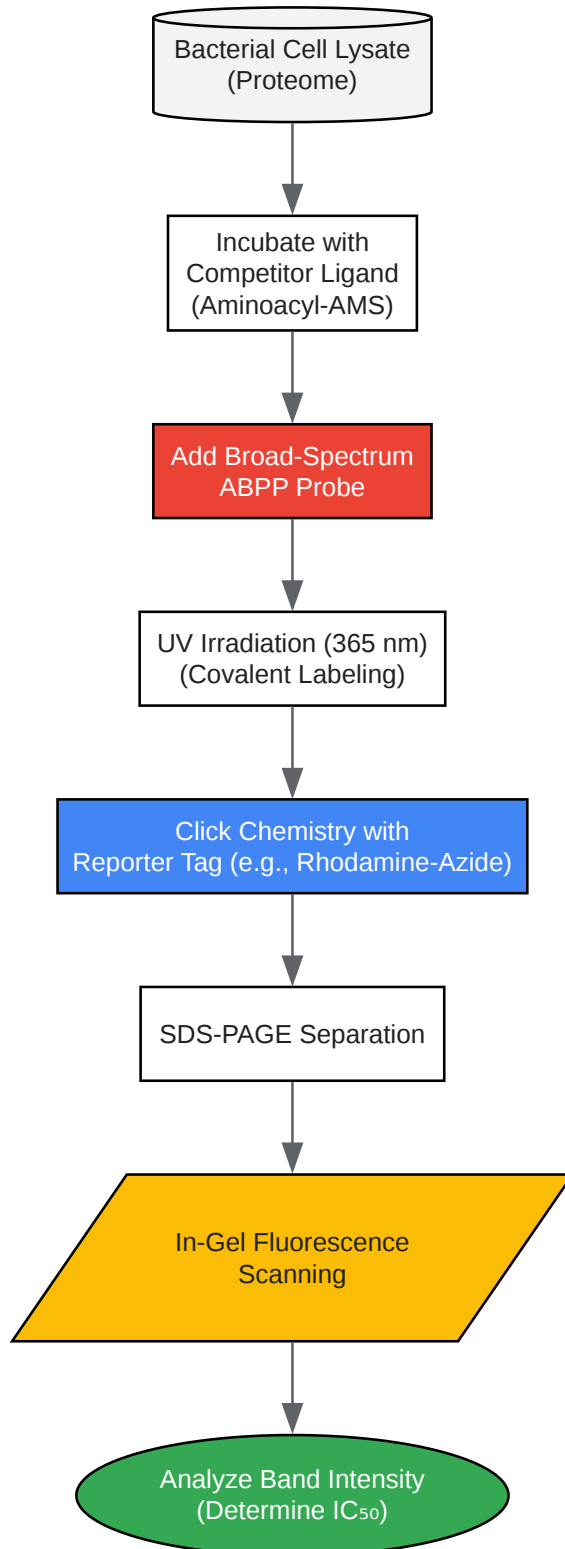 Bacterial Cell Lysate
(Proteome)
Incubate with
Competitor Ligand
(Aminoacyl-AMS)
Add Broad-Spectrum
ABPP Probe
UV Irradiation (365 nm)
(Covalent Labeling)
Click Chemistry with
Reporter Tag (e.g., Rhodamine-Azide)
SDS-PAGE Separation
In-Gel Fluorescence
Scanning
Analyze Band Intensity
(Determine IC₅₀)